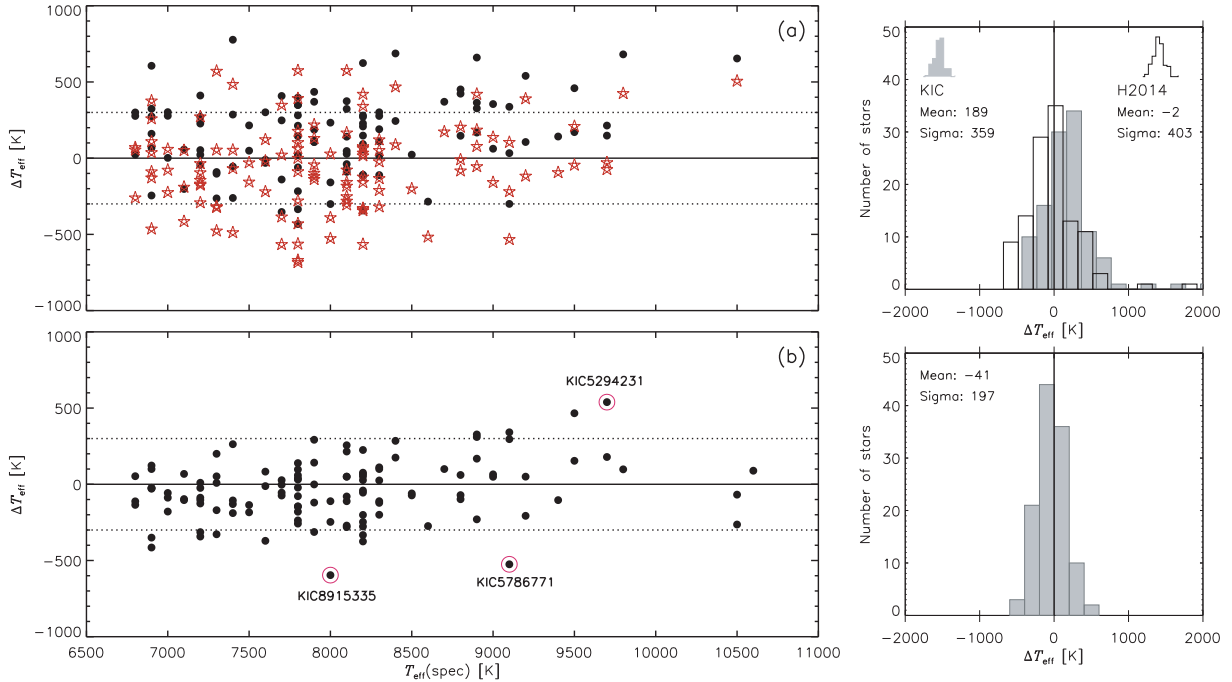 1000
500
0
−500
−1000
ΔTeff [K]
(a)
1000
500
0
−500
−1000
ΔTeff [K]
(b)
KIC5294231
KIC8915335
KIC5786771
6500 7000 7500 8000 8500 9000 9500 10000 10500 11000
Teff(spec) [K]
50
40
30
20
10
0
Number of stars
KIC
Mean: 189
Sigma: 359
H2014
Mean: −2
Sigma: 403
−2000 −1000 0 1000 2000
ΔTeff [K]
50
40
30
20
10
0
Number of stars
Mean: −41
Sigma: 197
−2000 −1000 0 1000 2000
ΔTeff [K]